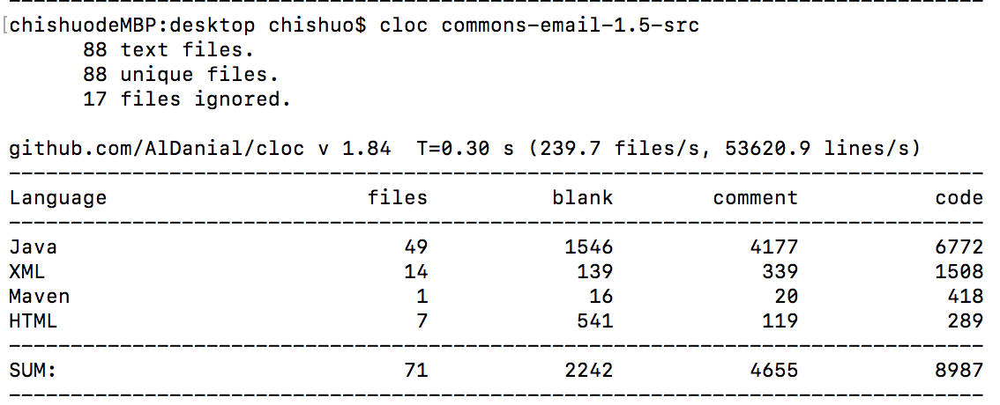 [chishuodeMBP:desktop chishuo$ cloc commons-email-1.5-src
      88 text files.
      88 unique files.
      17 files ignored.
github.com/AlDanial/cloc v 1.84  T=0.30 s (239.7 files/s, 53620.9 lines/s)
-------------------------------------------------------------------------------
Language                     files          blank        comment           code
-------------------------------------------------------------------------------
Java                            49           1546           4177           6772
XML                             14            139            339           1508
Maven                            1             16             20            418
HTML                             7            541            119            289
-------------------------------------------------------------------------------
SUM:                            71           2242           4655           8987
-------------------------------------------------------------------------------